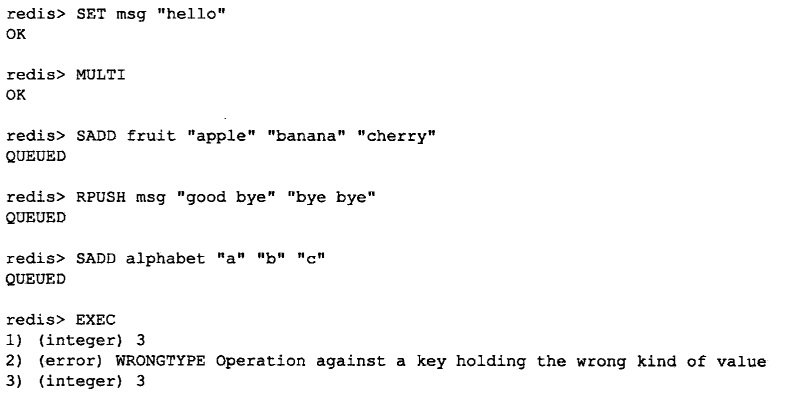 redis> SET msg "hello"
OK
redis> MULTI
OK
redis> SADD fruit "apple" "banana" "cherry"
QUEUED
redis> RPUSH msg "good bye" "bye bye"
QUEUED
redis> SADD alphabet "a" "b" "c"
QUEUED
redis> EXEC
1) (integer) 3
2) (error) WRONGTYPE Operation against a key holding the wrong kind of value
3) (integer) 3